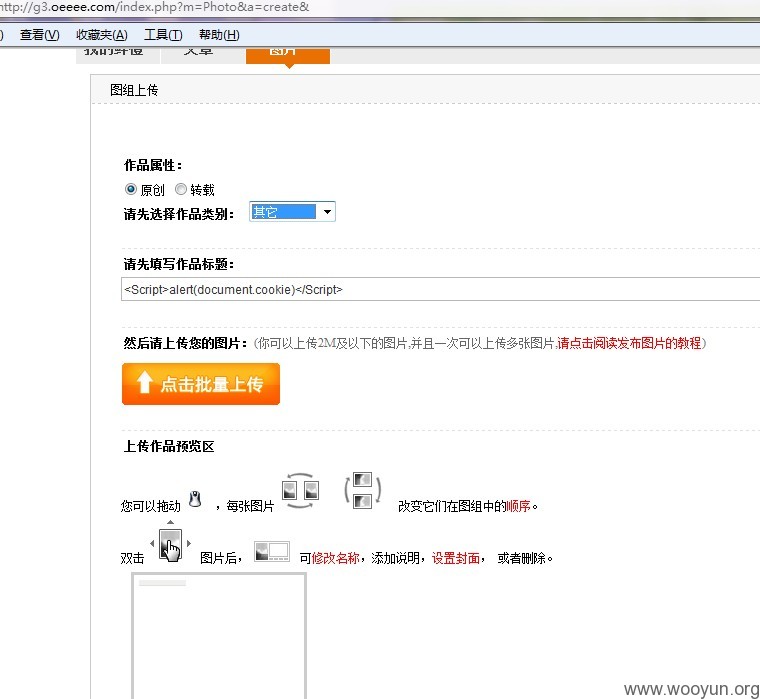 http://g3.oeeee.com/index.php?m=Photo&a=create&
) 查看(V) 收藏夹(A) 工具(T) 帮助(H)
文章 图片
图组上传
作品属性：
原创 转载
请先选择作品类别： 其它
请先填写作品标题：
<Script>alert(document.cookie)</Script>
然后请上传您的图片：(你可以上传2M及以下的图片,并且一次可以上传多张图片,请点击阅读发布图片的教程)
点击批量上传
上传作品预览区
您可以拖动 ，每张图片 改变它们在图组中的顺序。
双击 图片后， 可修改名称，添加说明，设置封面， 或者删除。
www.wooyun.org